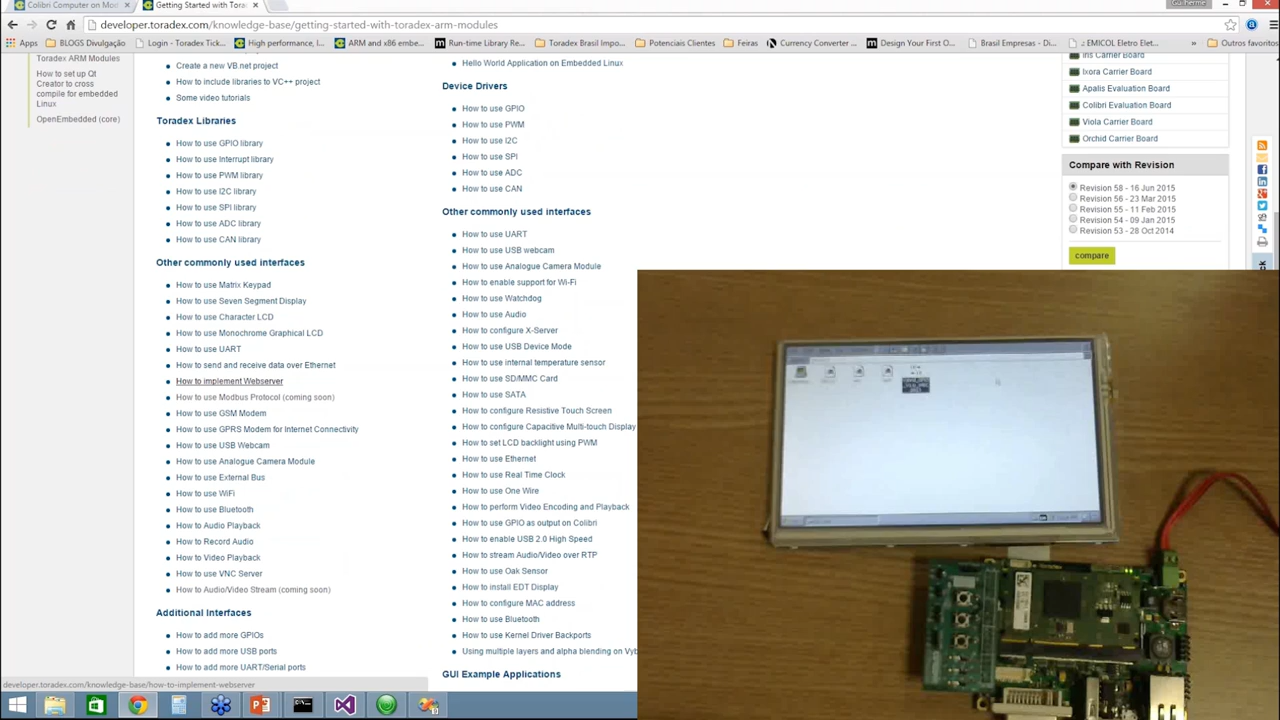 Colibri Computer on Mod
Getting Started with Tora
Guilherme
developer.toradex.com/knowledge-base/getting-started-with-toradex-arm-modules
Apps
BLOGS Divulgação
Login - Toradex Tick...
High performance, l...
ARM and x86 embe...
Run-time Library Re...
Toradex Brasil Impo...
Potenciais Clientes
Feiras
Currency Converter ...
Design Your First O...
Brasil Empresas - Di...
.: EMICOL Eletro Elet...
»
Outros favoritos
Toradex ARM Modules
How to set up Qt
Creator to cross
compile for embedded
Linux
OpenEmbedded (core)
Create a new VB.net project
How to include libraries to VC++ project
Some video tutorials
Toradex Libraries
How to use GPIO library
How to use Interrupt library
How to use PWM library
How to use I2C library
How to use SPI library
How to use ADC library
How to use CAN library
Other commonly used interfaces
How to use Matrix Keypad
How to use Seven Segment Display
How to use Character LCD
How to use Monochrome Graphical LCD
How to use UART
How to send and receive data over Ethernet
How to implement Webserver
How to use Modbus Protocol (coming soon)
How to use GSM Modem
How to use GPRS Modem for Internet Connectivity
How to use USB Webcam
How to use Analogue Camera Module
How to use External Bus
How to use WiFi
How to use Bluetooth
How to Audio Playback
How to Record Audio
How to Video Playback
How to use VNC Server
How to Audio/Video Stream (coming soon)
Additional Interfaces
How to add more GPIOs
How to add more USB ports
How to add more UART/Serial ports
Hello World Application on Embedded Linux
Device Drivers
How to use GPIO
How to use PWM
How to use I2C
How to use SPI
How to use ADC
How to use CAN
Other commonly used interfaces
How to use UART
How to use USB webcam
How to use Analogue Camera Module
How to enable support for Wi-Fi
How to use Watchdog
How to use Audio
How to configure X-Server
How to use USB Device Mode
How to use internal temperature sensor
How to use SD/MMC Card
How to use SATA
How to configure Resistive Touch Screen
How to configure Capacitive Multi-touch Display
How to set LCD backlight using PWM
How to use Ethernet
How to use Real Time Clock
How to use One Wire
How to perform Video Encoding and Playback
How to use GPIO as output on Colibri
How to enable USB 2.0 High Speed
How to stream Audio/Video over RTP
How to use Oak Sensor
How to install EDT Display
How to configure MAC address
How to use Bluetooth
How to use Kernel Driver Backports
Using multiple layers and alpha blending on Vyb
GUI Example Applications
Iris Carrier Board
Ixora Carrier Board
Apalis Evaluation Board
Colibri Evaluation Board
Viola Carrier Board
Orchid Carrier Board
Compare with Revision
Revision 58 - 16 Jun 2015
Revision 56 - 23 Mar 2015
Revision 55 - 11 Feb 2015
Revision 54 - 09 Jan 2015
Revision 53 - 28 Oct 2014
compare
developer.toradex.com/knowledge-base/how-to-implement-webserver